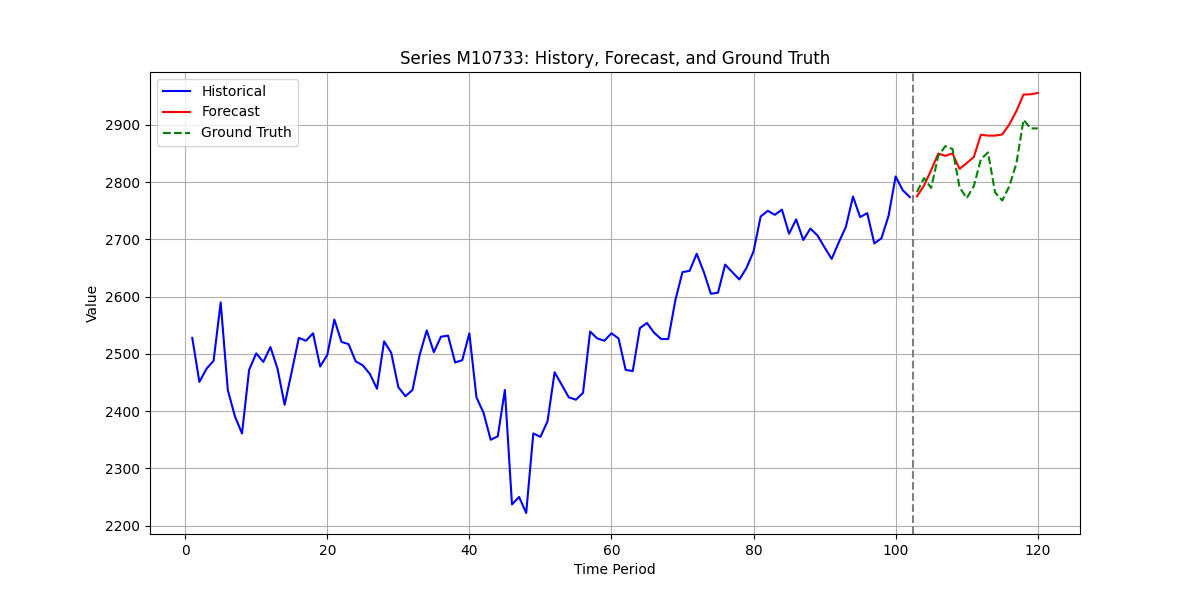 Series M10733: History, Forecast, and Ground Truth
Historical
Forecast
Ground Truth
2900
2800
2700
2600
2500
2400
2300
2200
Value
0 20 40 60 80 100 120
Time Period